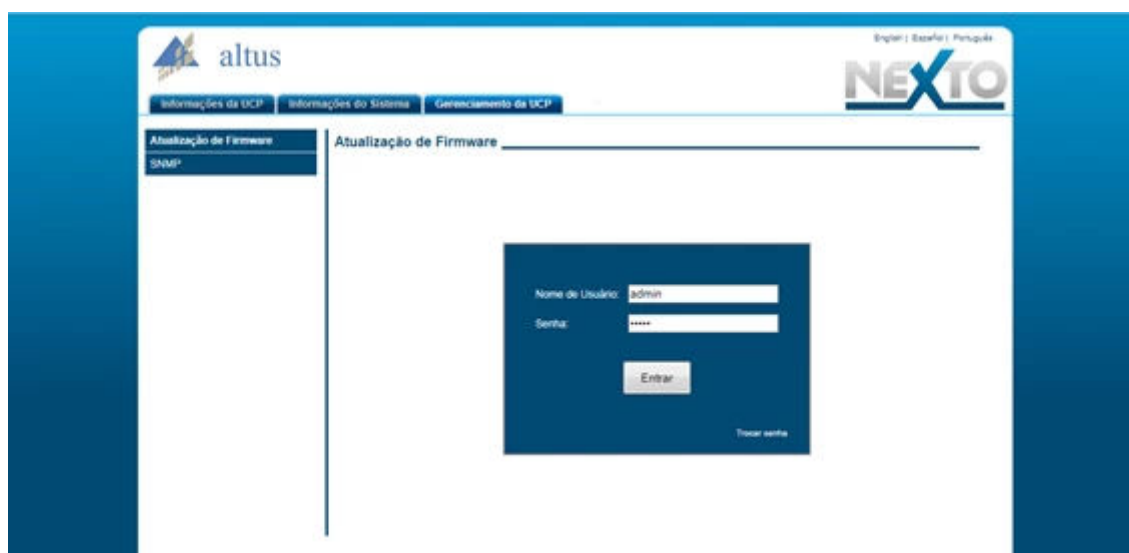 altus
English | Español | Português
NEXTO
Informações da UCP
Informações do Sistema
Gerenciamento da UCP
Atualização de Firmware
SNMP
Atualização de Firmware
Nome do Usuário: admin
Senha: •••••
Entrar
Trocar senha